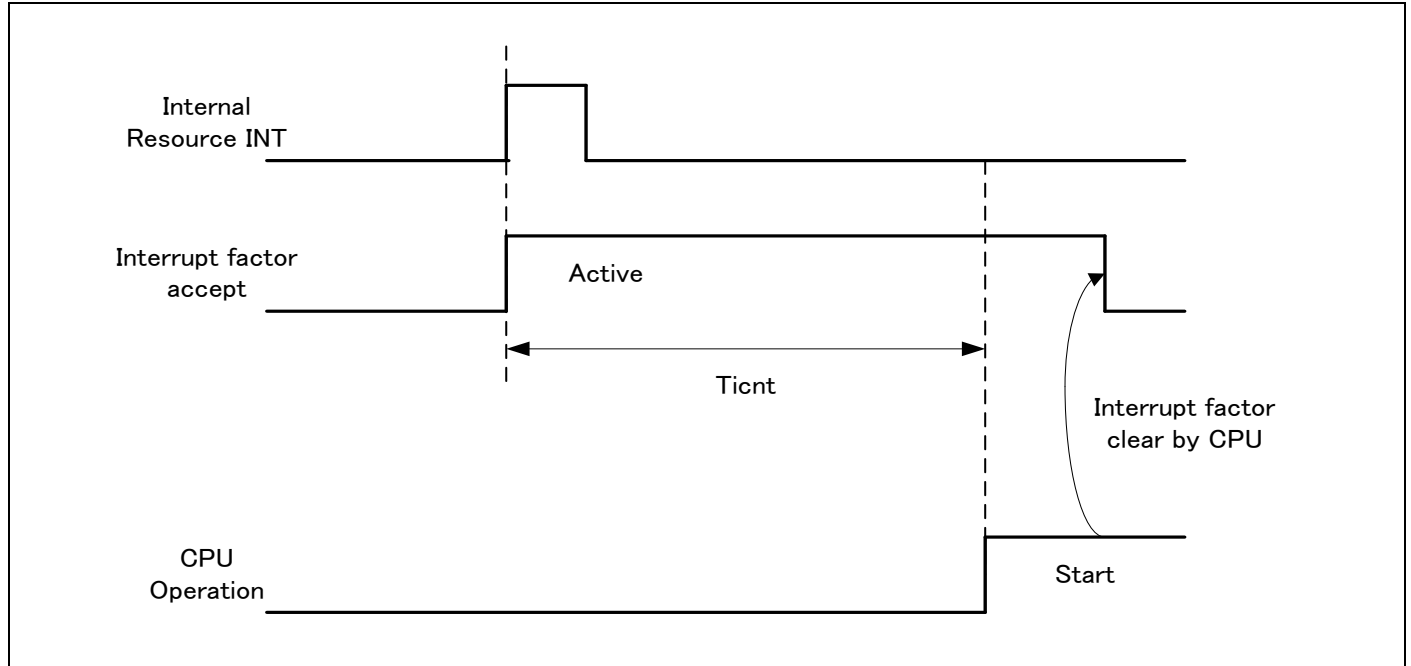 Internal
Resource INT
Interrupt factor
accept
Active
Ticnt
Interrupt factor
clear by CPU
CPU
Operation
Start